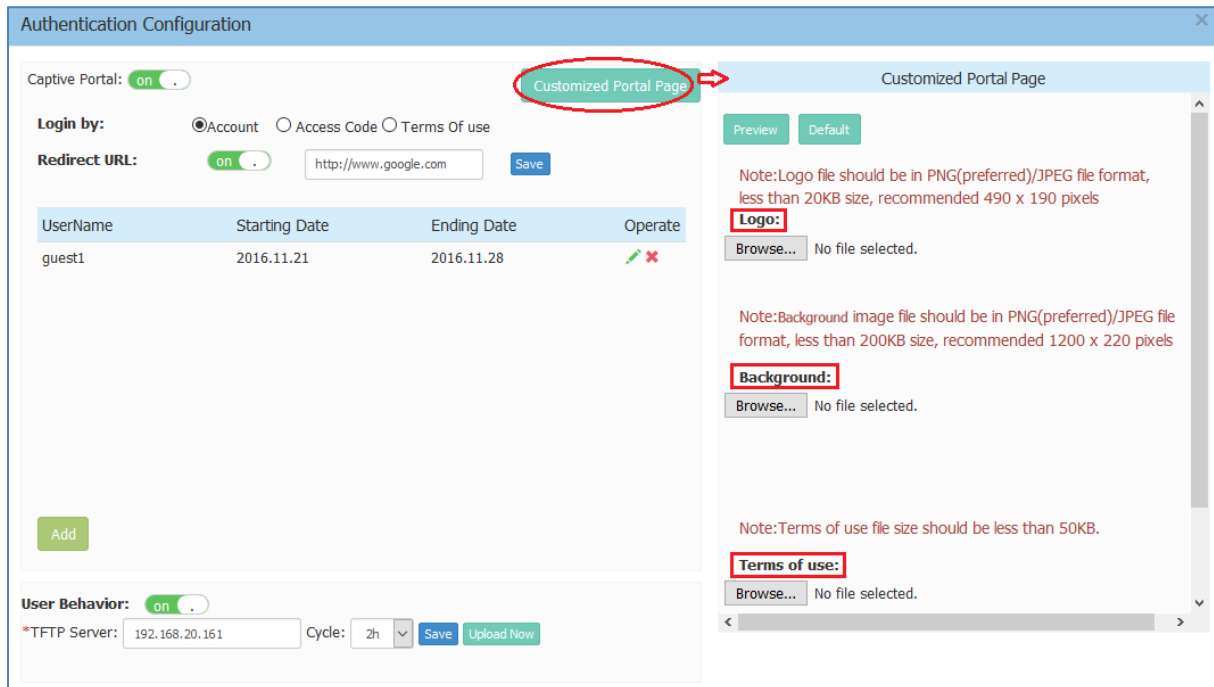 Authentication Configuration
Captive Portal: on .
Customized Portal Page
Login by: Account Access Code Terms Of use
Redirect URL: on . http://www.google.com Save
UserName Starting Date Ending Date Operate
guest1 2016.11.21 2016.11.28
Add
User Behavior: on .
*TFTP Server: 192.168.20.161 Cycle: 2h Save Upload Now
Customized Portal Page
Preview Default
Note:Logo file should be in PNG(preferred)/JPEG file format,
less than 20KB size, recommended 490 x 190 pixels
Logo:
Browse... No file selected.
Note:Background image file should be in PNG(preferred)/JPEG file
format, less than 200KB size, recommended 1200 x 220 pixels
Background:
Browse... No file selected.
Note:Terms of use file size should be less than 50KB.
Terms of use:
Browse... No file selected.